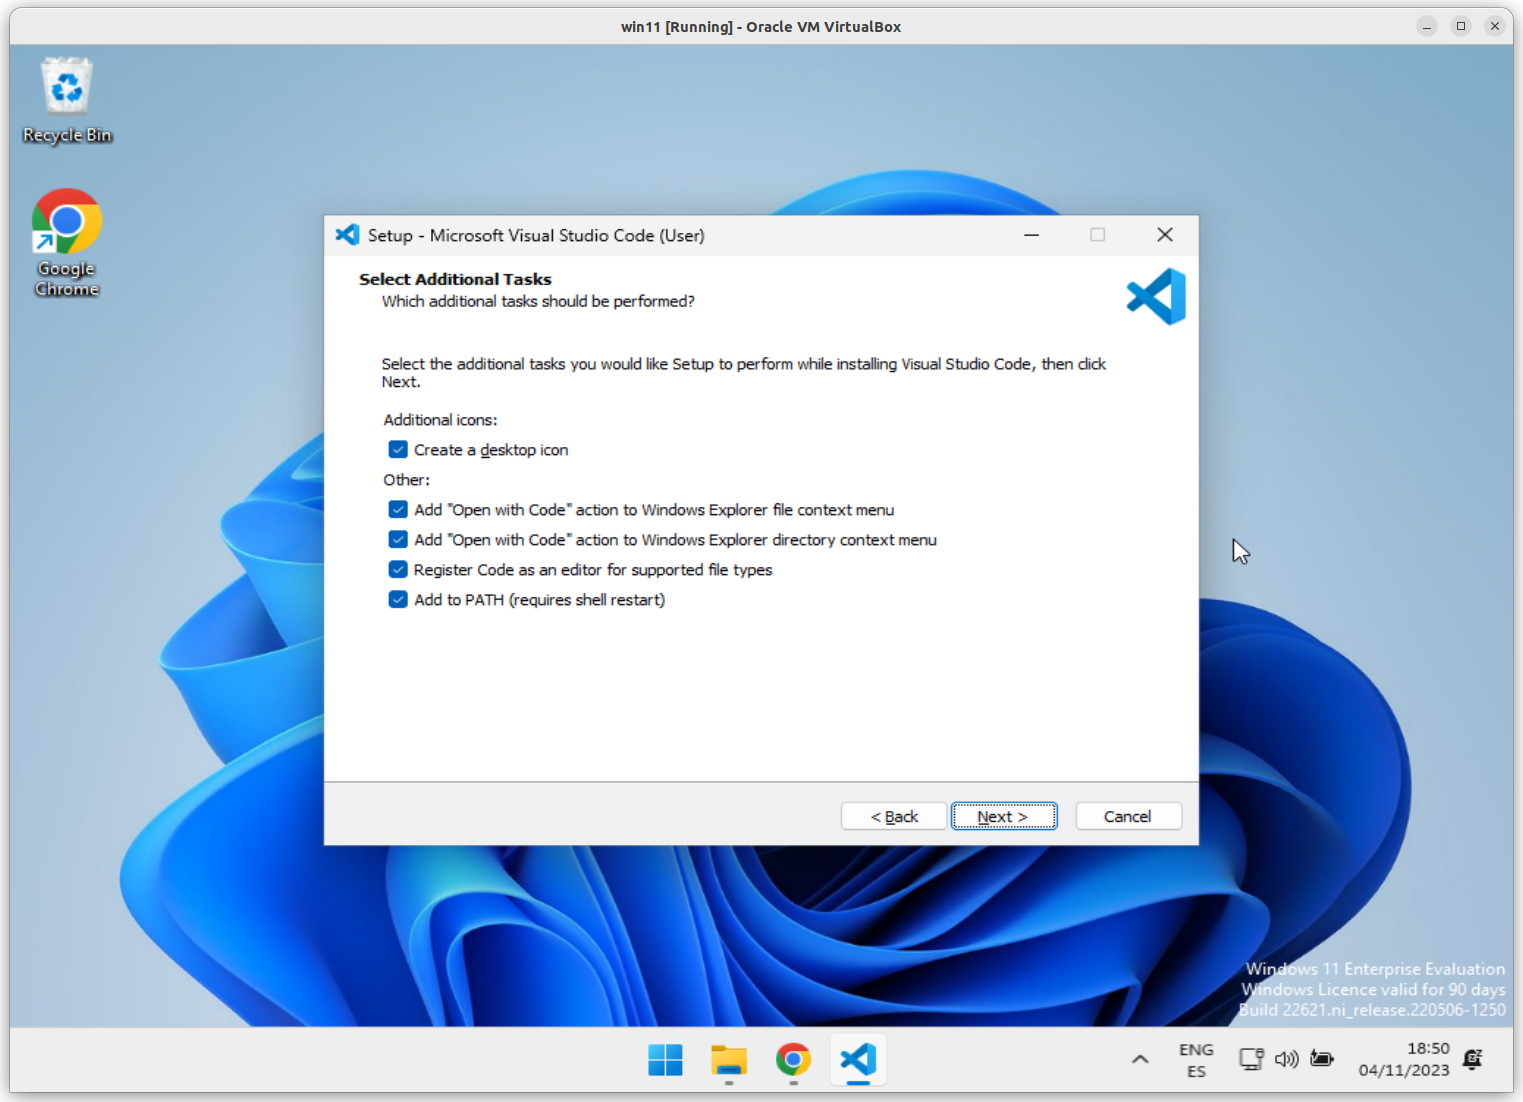 win11 [Running] - Oracle VM VirtualBox
Recycle Bin
Google
Chrome
Setup - Microsoft Visual Studio Code (User)
Select Additional Tasks
Which additional tasks should be performed?
Select the additional tasks you would like Setup to perform while installing Visual Studio Code, then click
Next.
Additional icons:
Create a desktop icon
Other:
Add "Open with Code" action to Windows Explorer file context menu
Add "Open with Code" action to Windows Explorer directory context menu
Register Code as an editor for supported file types
Add to PATH (requires shell restart)
< Back
Next >
Cancel
Windows 11 Enterprise Evaluation
Windows Licence valid for 90 days
Build 22621.ni_release.220506-1250
ENG
ES
18:50
04/11/2023